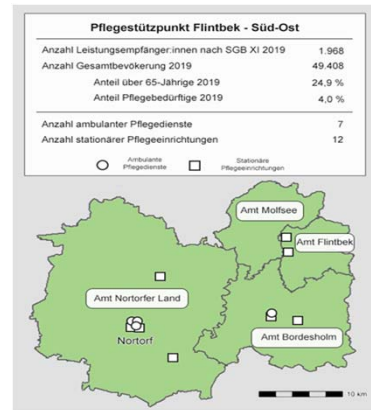 Pflegestützpunkt Flintbek - Süd-Ost
Anzahl Leistungsempfänger:innen nach SGB XI 2019 1.968
Anzahl Gesamtbevökerung 2019 49.408
Anteil über 65-Jährige 2019 24,9 %
Anteil Pflegebedürftige 2019 4,0 %
Anzahl ambulanter Pflegedienste 7
Anzahl stationärer Pflegeeinrichtungen 12
Ambulante
Pflegedienste
Stationäre
Pflegeeinrichtungen
Amt Molfsee
Amt Flintbek
Amt Nortorfer Land
Nortorf
Amt Bordesholm
10 km